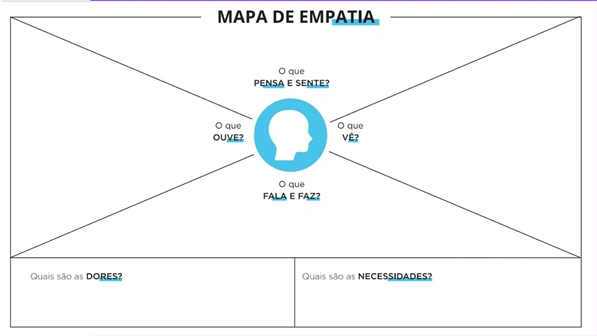 MAPA DE EMPATIA
O que
PENSA E SENTE?
O que
OUVE?
O que
VÊ?
O que
FALA E FAZ?
Quais são as DORES?
Quais são as NECESSIDADES?